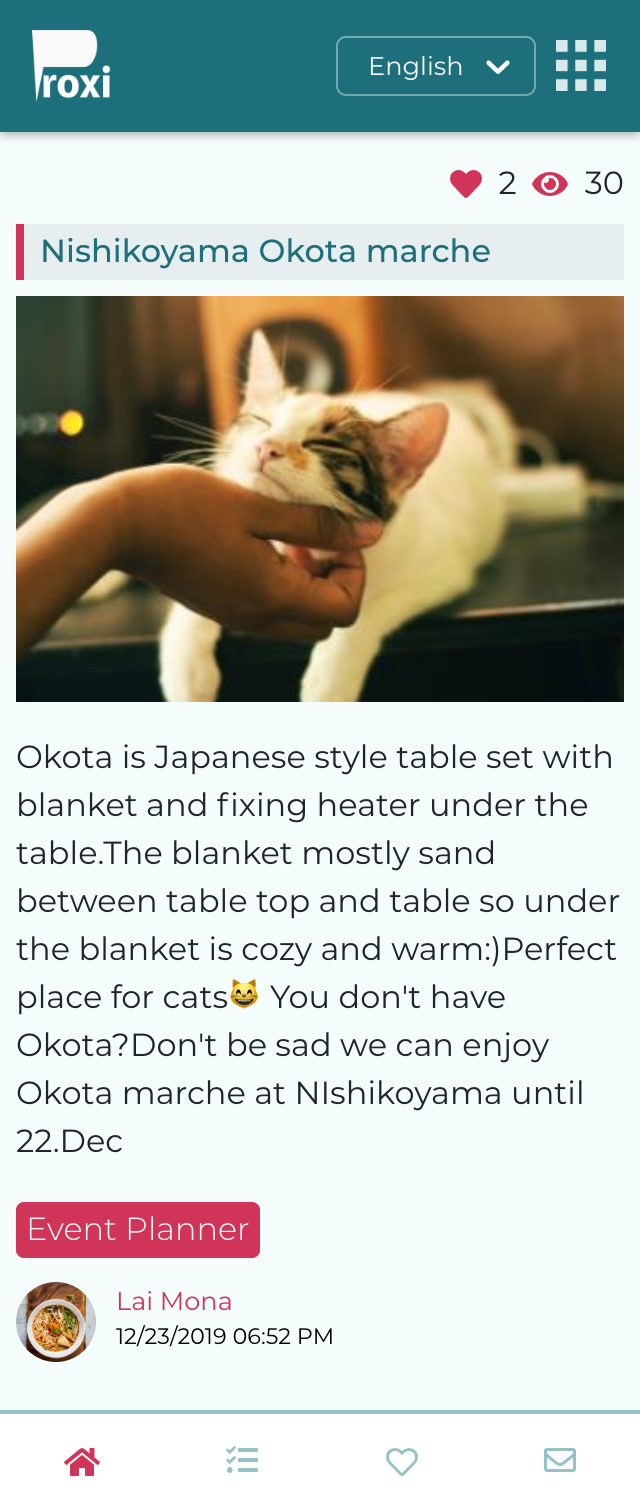 Proxi
English
2 30
Nishikoyama Okota marche
Okota is Japanese style table set with
blanket and fixing heater under the
table.The blanket mostly sand
between table top and table so under
the blanket is cozy and warm:)Perfect
place for cats😸 You don't have
Okota?Don't be sad we can enjoy
Okota marche at NIshikoyama until
22.Dec
Event Planner
Lai Mona
12/23/2019 06:52 PM